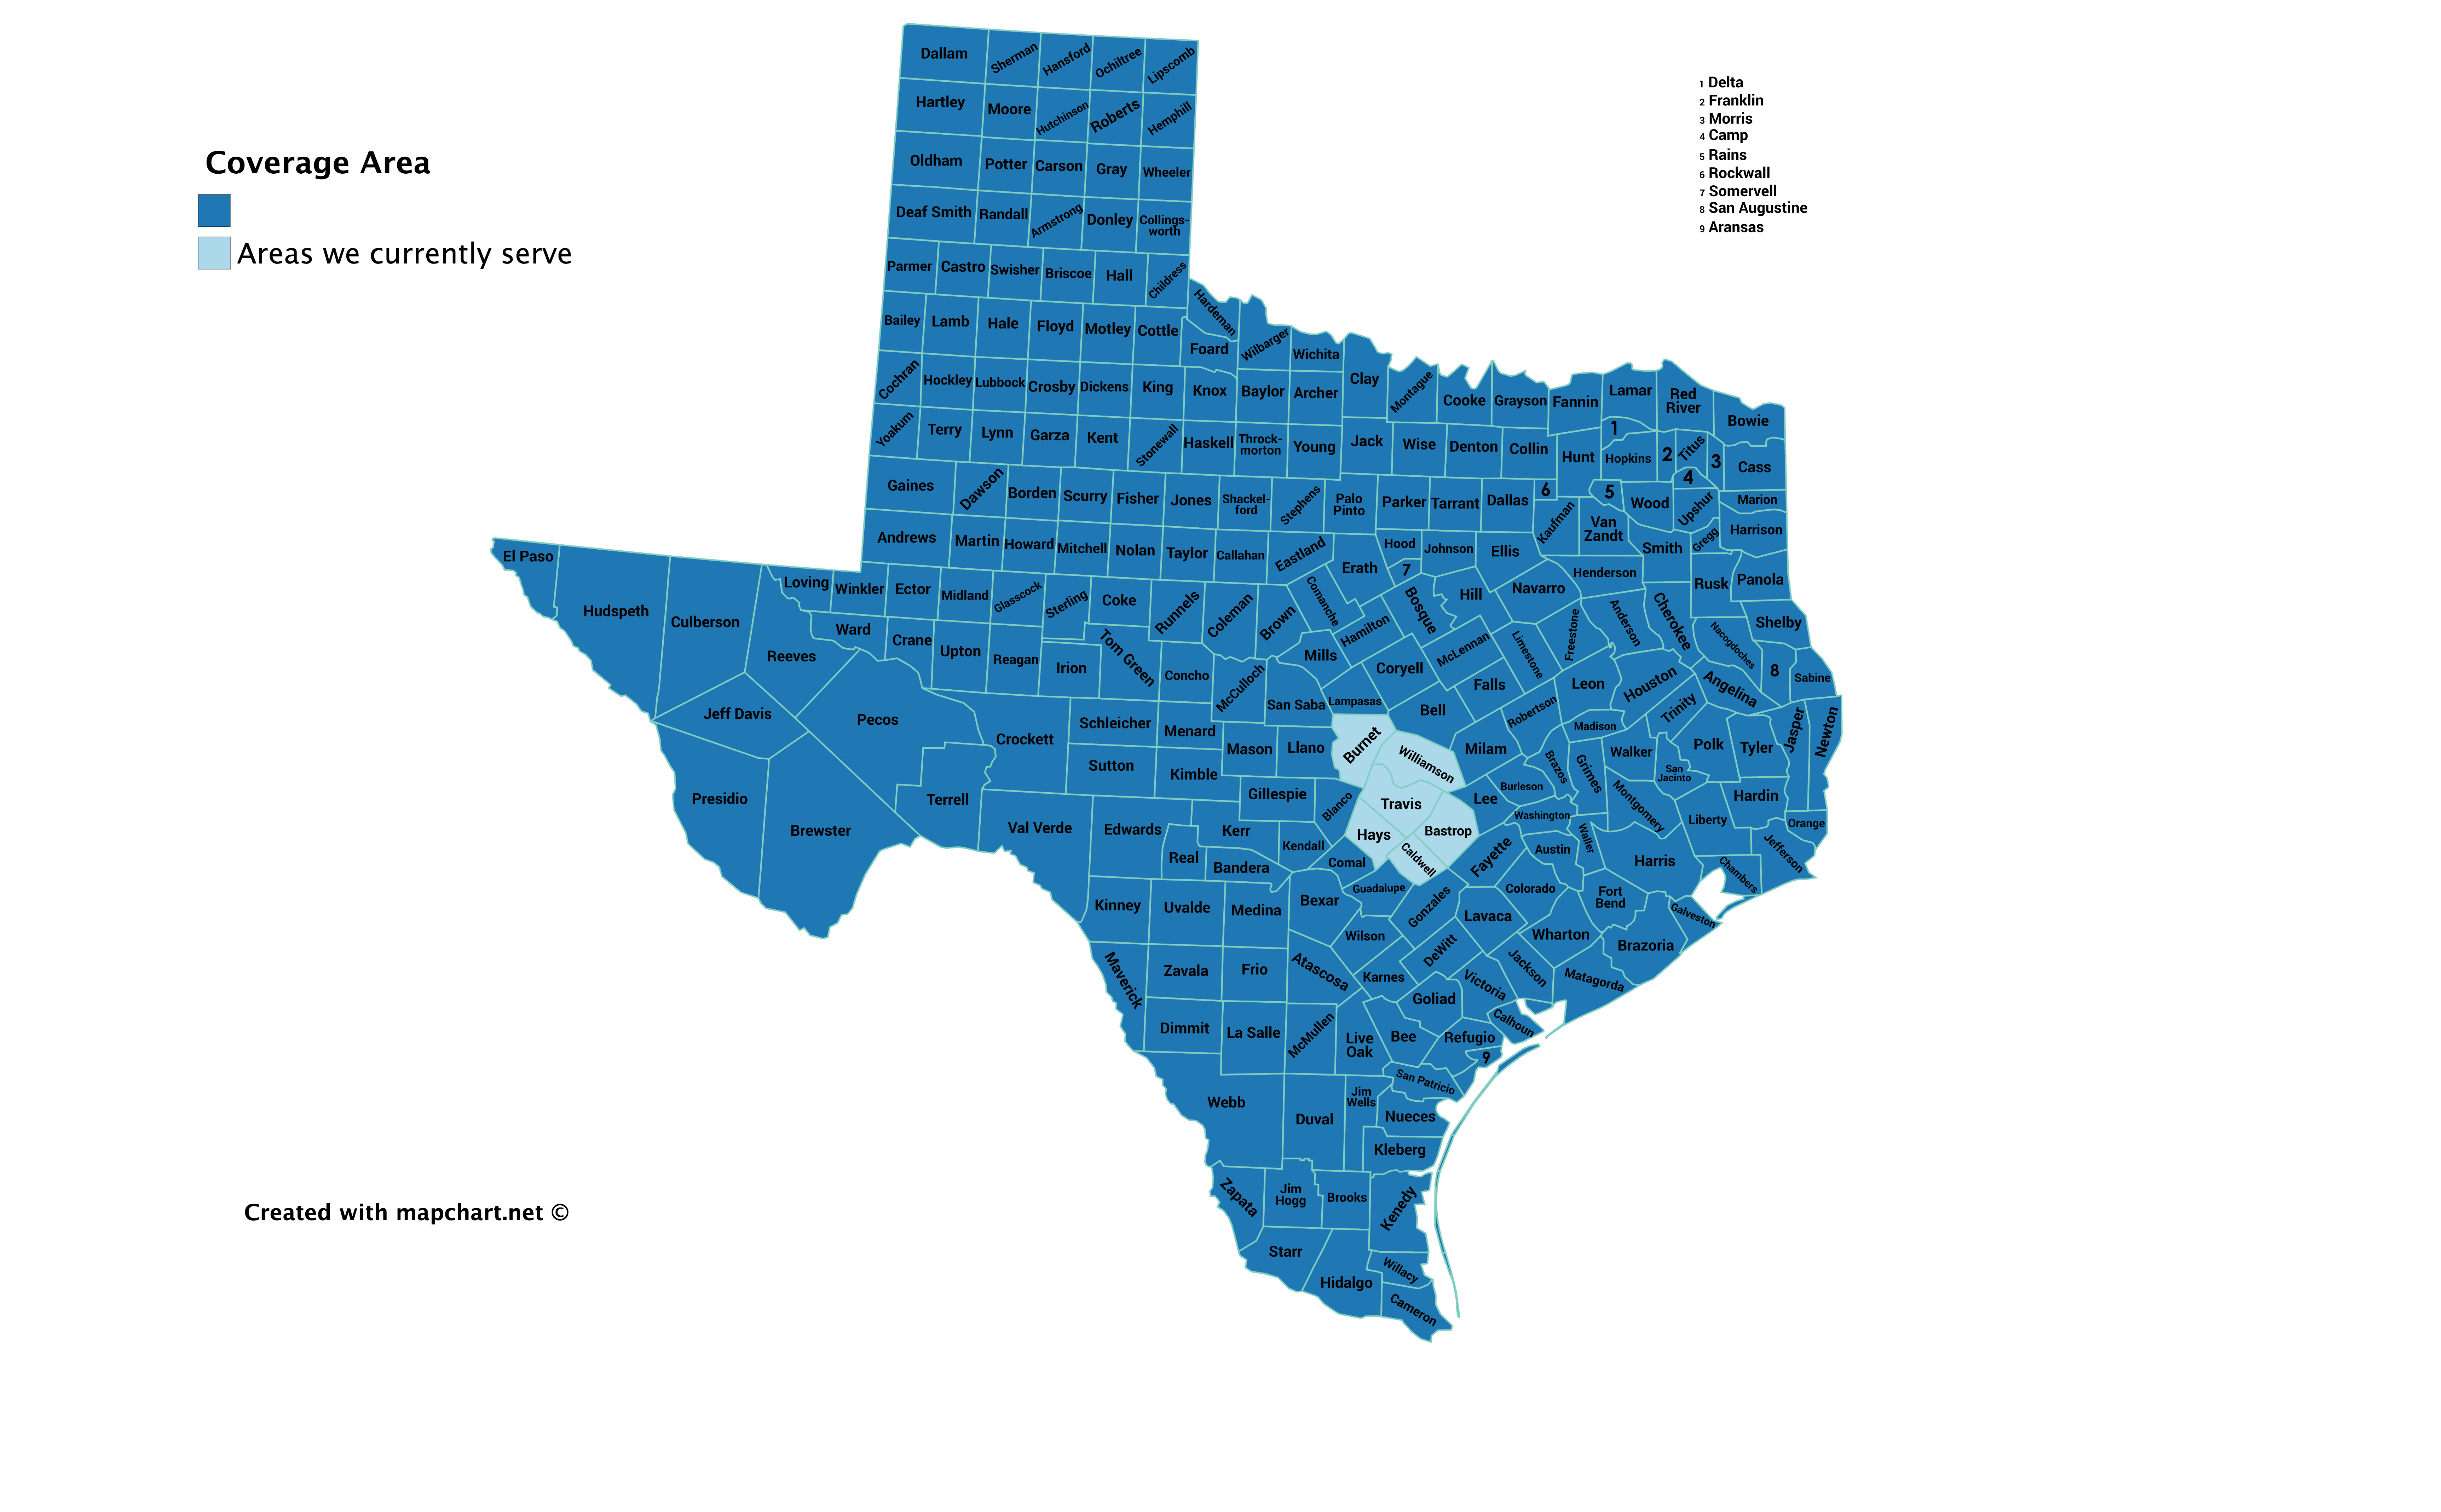 Coverage Area
Areas we currently serve
1 Delta
2 Franklin
3 Morris
4 Camp
5 Rains
6 Rockwall
7 Somervell
8 San Augustine
9 Aransas
Dallam Sherman Hansford Ochiltree Lipscomb
Hartley Moore Hutchinson Roberts Hemphill
Oldham Potter Carson Gray Wheeler
Deaf Smith Randall Armstrong Donley Collings-
worth
Parmer Castro Swisher Briscoe Hall Childress
Hardeman
Bailey Lamb Hale Floyd Motley Cottle
Foard Wilbarger Wichita
Cochran Hockley Lubbock Crosby Dickens King Knox Baylor Archer Clay Montague Cooke Grayson Fannin Lamar Red
River
Bowie
Yoakum Terry Lynn Garza Kent Stonewall Haskell Throck-
morton
Young Jack Wise Denton Collin Hunt 1 Hopkins 2 Titus 3 Cass
Gaines Dawson Borden Scurry Fisher Jones Shackel-
ford
Stephens Palo
Pinto
Parker Tarrant Dallas 6 Kaufman 5 Wood 4 Upshur Marion
Van
Zandt
Smith Gregg Harrison
Andrews Martin Howard Mitchell Nolan Taylor Callahan Eastland Erath Hood 7 Johnson Ellis Henderson Rusk Panola
El Paso Hudspeth Culberson Reeves Loving Winkler Ector Midland Glasscock Sterling Coke Runnels Coleman Brown Comanche Hamilton Bosque Hill Navarro Freestone Anderson Cherokee Nacogdoches Shelby
Ward Crane Upton Reagan Irion Tom Green Concho McCulloch San Saba Mills Lampasas Coryell McLennan Limestone Falls Leon Houston Angelina 8 Sabine
Jeff Davis Pecos Crockett Schleicher Menard Mason Llano Burnet Bell Milam Robertson Madison Trinity Polk Tyler Jasper Newton
Presidio Brewster Terrell Sutton Kimble Gillespie Blanco Williamson Travis Lee Burleson Brazos Grimes Walker San
Jacinto
Montgomery Liberty Hardin Orange
Val Verde Edwards Real Kerr Bandera Kendall Comal Hays Caldwell Bastrop Fayette Washington Austin Waller Harris Chambers Jefferson
Kinney Uvalde Medina Bexar Guadalupe Wilson Gonzales Lavaca Colorado Fort
Bend
Wharton Brazoria Galveston
Maverick Zavala Frio Atascosa Karnes DeWitt Victoria Jackson Matagorda
Dimmit La Salle McMullen Live
Oak
Bee Goliad Refugio Calhoun 9
Webb Duval Jim
Wells
San Patricio Nueces
Kleberg
Zapata Jim
Hogg
Brooks Kenedy
Starr Hidalgo Willacy
Cameron
Created with mapchart.net ©